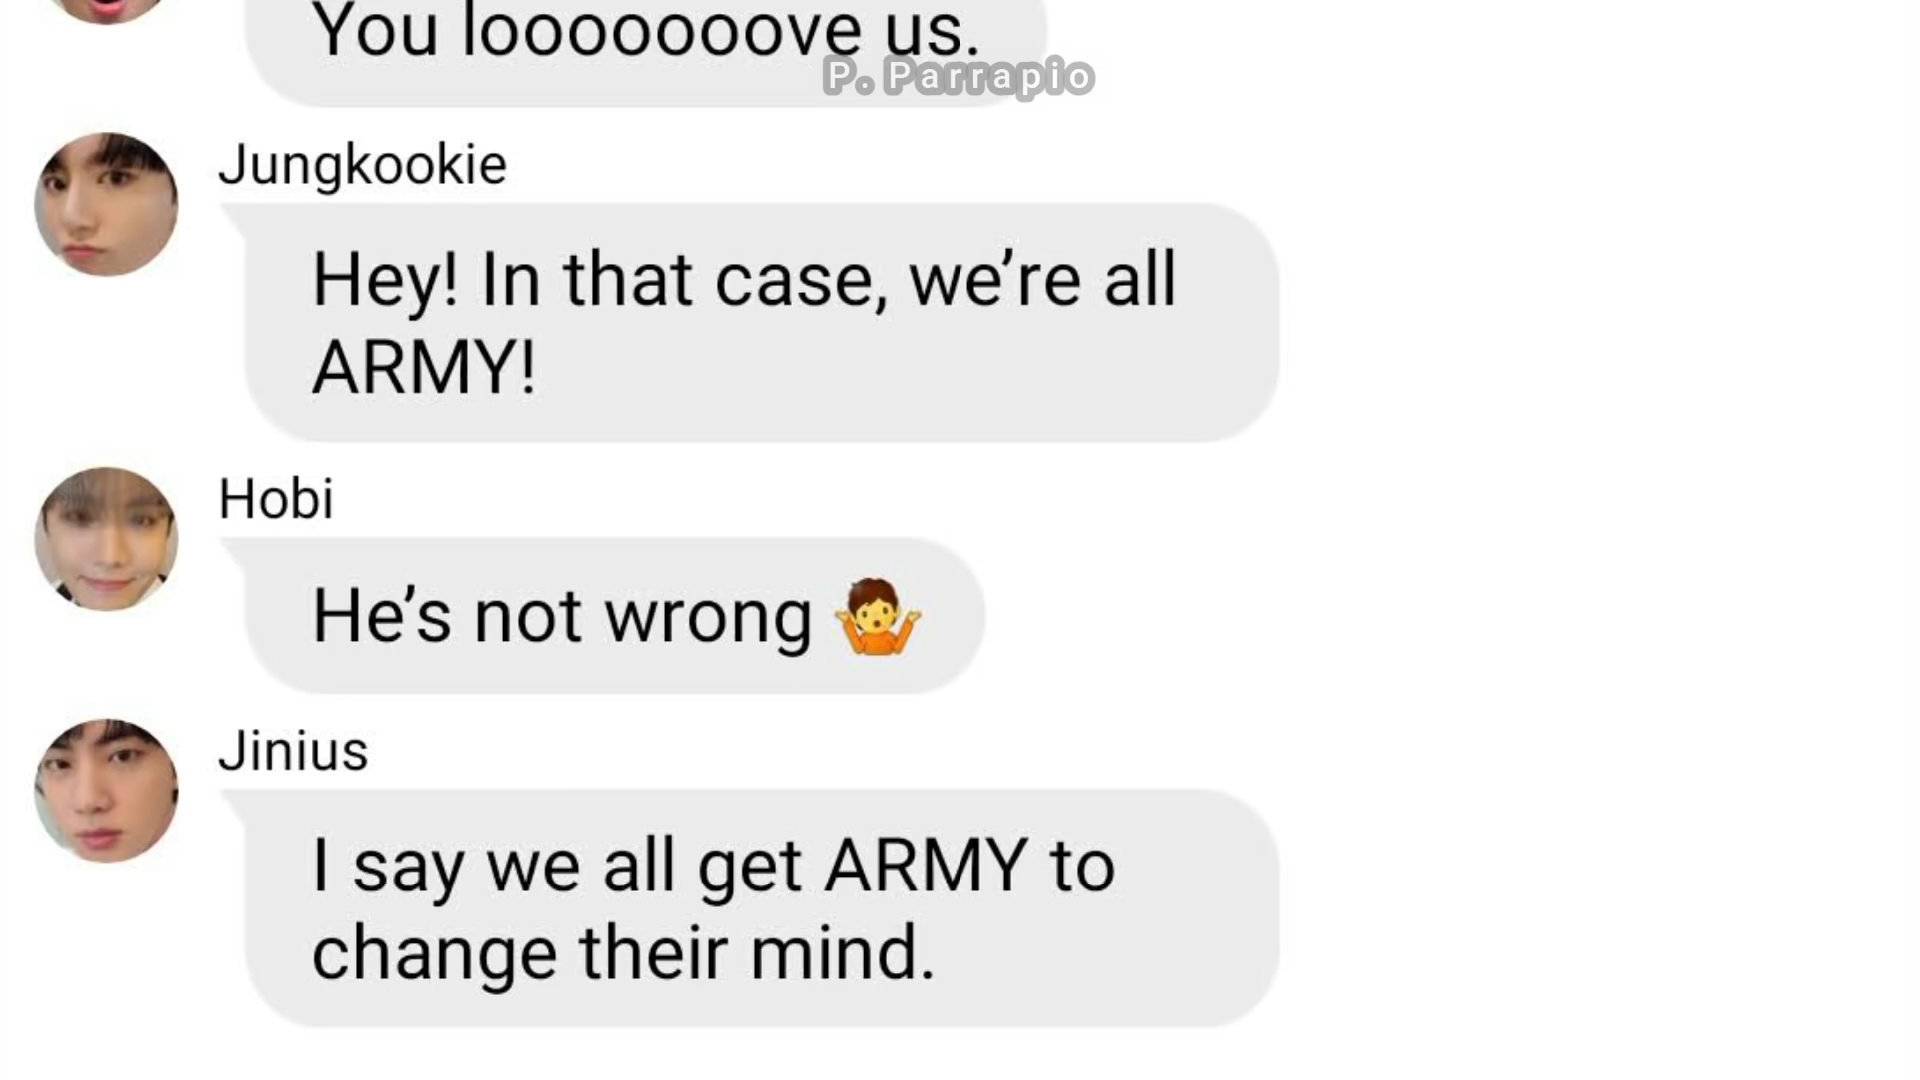 You looooooove us.
P. Parrapio
Jungkookie
Hey! In that case, we’re all
ARMY!
Hobi
He’s not wrong 🤷
Jinius
I say we all get ARMY to
change their mind.